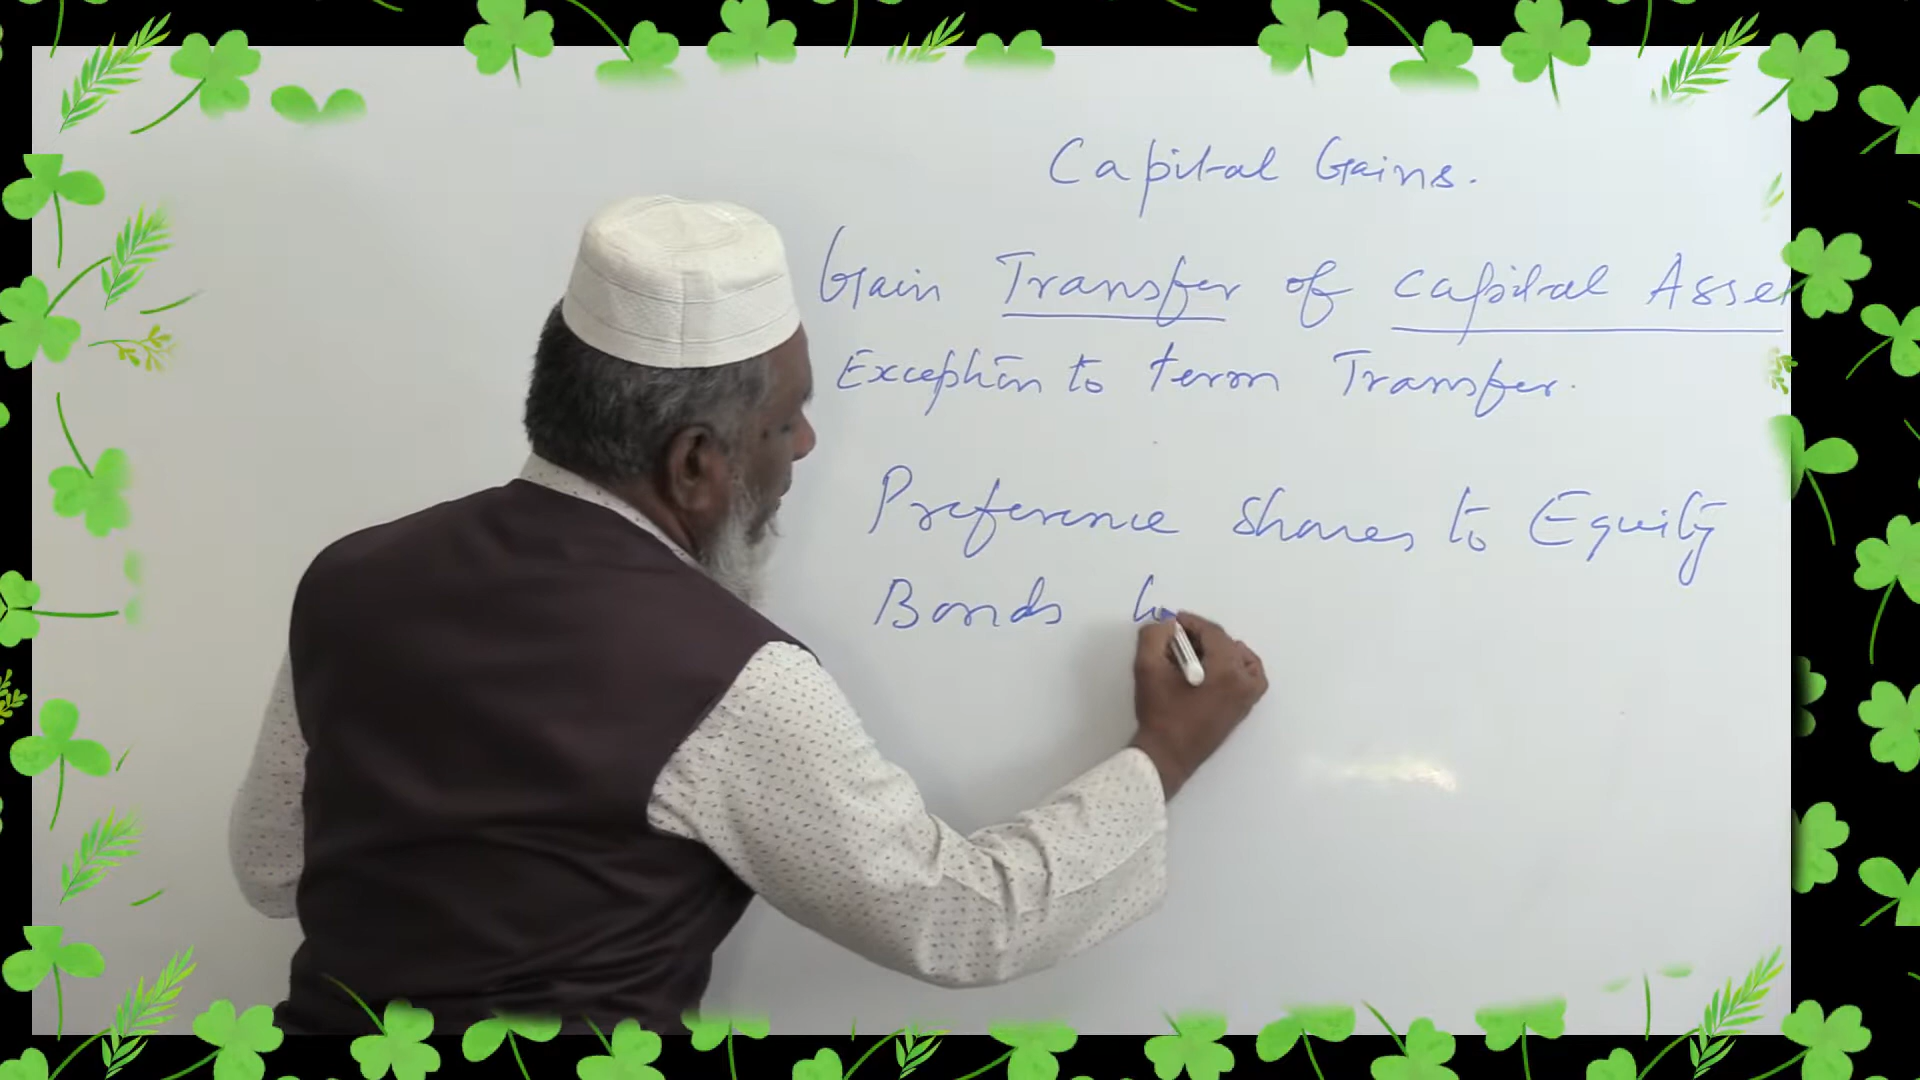 Capital Gains.
Gain Transfer of Capital Asse
Exception to term Transfer.
Preference Shares to Equity
Bonds